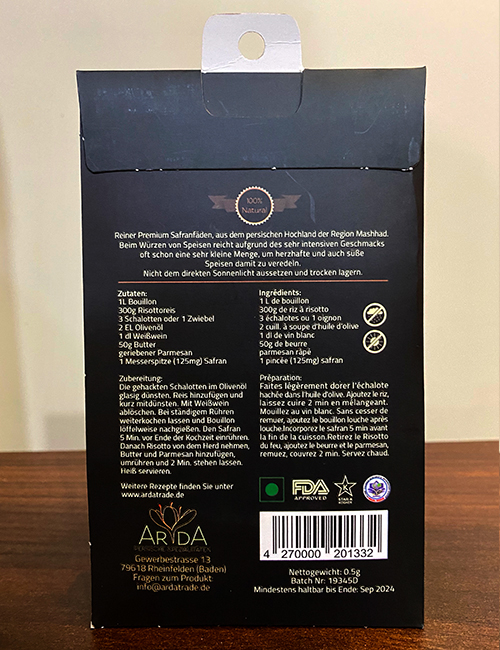 100%
Natural
Reiner Premium Safranfäden, aus dem persischen Hochland der Region Mashhad.
Beim Würzen von Speisen reicht aufgrund des sehr intensiven Geschmacks
oft schon eine sehr kleine Menge, um herzhafte und auch süße
Speisen damit zu veredeln.
Nicht dem direkten Sonnenlicht aussetzen und trocken lagern.
Zutaten:
1L Bouillon
300g Risottoreis
3 Schalotten oder 1 Zwiebel
2 EL Olivenöl
1 dl Weißwein
50g Butter
geriebener Parmesan
1 Messerspitze (125mg) Safran
Ingrédients:
1 L de bouillon
300g de riz à risotto
3 échalotes ou 1 oignon
2 cuill. à soupe d'huile d'olive
1 dl de vin blanc
50g de beurre
parmesan râpé
1 pincée (125mg) safran
Zubereitung:
Die gehackten Schalotten im Olivenöl
glasig dünsten. Reis hinzufügen und
kurz mitdünsten. Mit Weißwein
ablöschen. Bei ständigem Rühren
weiterkochen lassen und Bouillon
löffelweise nachgießen. Den Safran
5 Min. vor Ende der Kochzeit einrühren.
Danach Risotto von dem Herd nehmen,
Butter und Parmesan hinzufügen,
umrühren und 2 Min. stehen lassen.
Heiß servieren.
Préparation:
Faites légèrement dorer l'échalote
hachée dans l'huile d'olive. Ajoutez le riz,
laissez cuire 2 min en mélangeant.
Mouillez au vin blanc. Sans cesser de
remuer, ajoutez le bouillon louche après
louche.Incorporez le safran 5 min avant
la fin de la cuisson.Retirez le Risotto
du feu, ajoutez le beurre et le parmesan,
remuez, couvrez 2 min. Servez chaud.
Weitere Rezepte finden Sie unter
www.ardatrade.de
FDA
APPROVED
K
STAR-K
KOSHER
ARDA
PERSISCHE SPEZIALITÄTEN
Gewerbestrasse 13
79618 Rheinfelden (Baden)
Fragen zum Produkt:
info@ardatrade.de
4 270000 201332
Nettogewicht: 0.5g
Batch Nr: 19345D
Mindestens haltbar bis Ende: Sep 2024